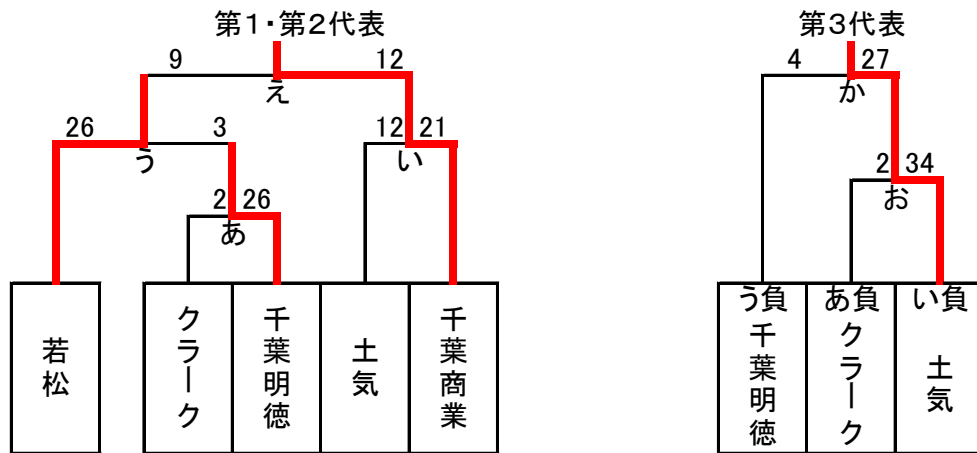 第1・第2代表
9 12
え
26 3
う
12 21
い
2 26
あ
若松
クラーク
千葉明徳
土気
千葉商業
第3代表
4 27
か
2 34
お
う負
千葉明徳
あ負
クラーク
い負
土気